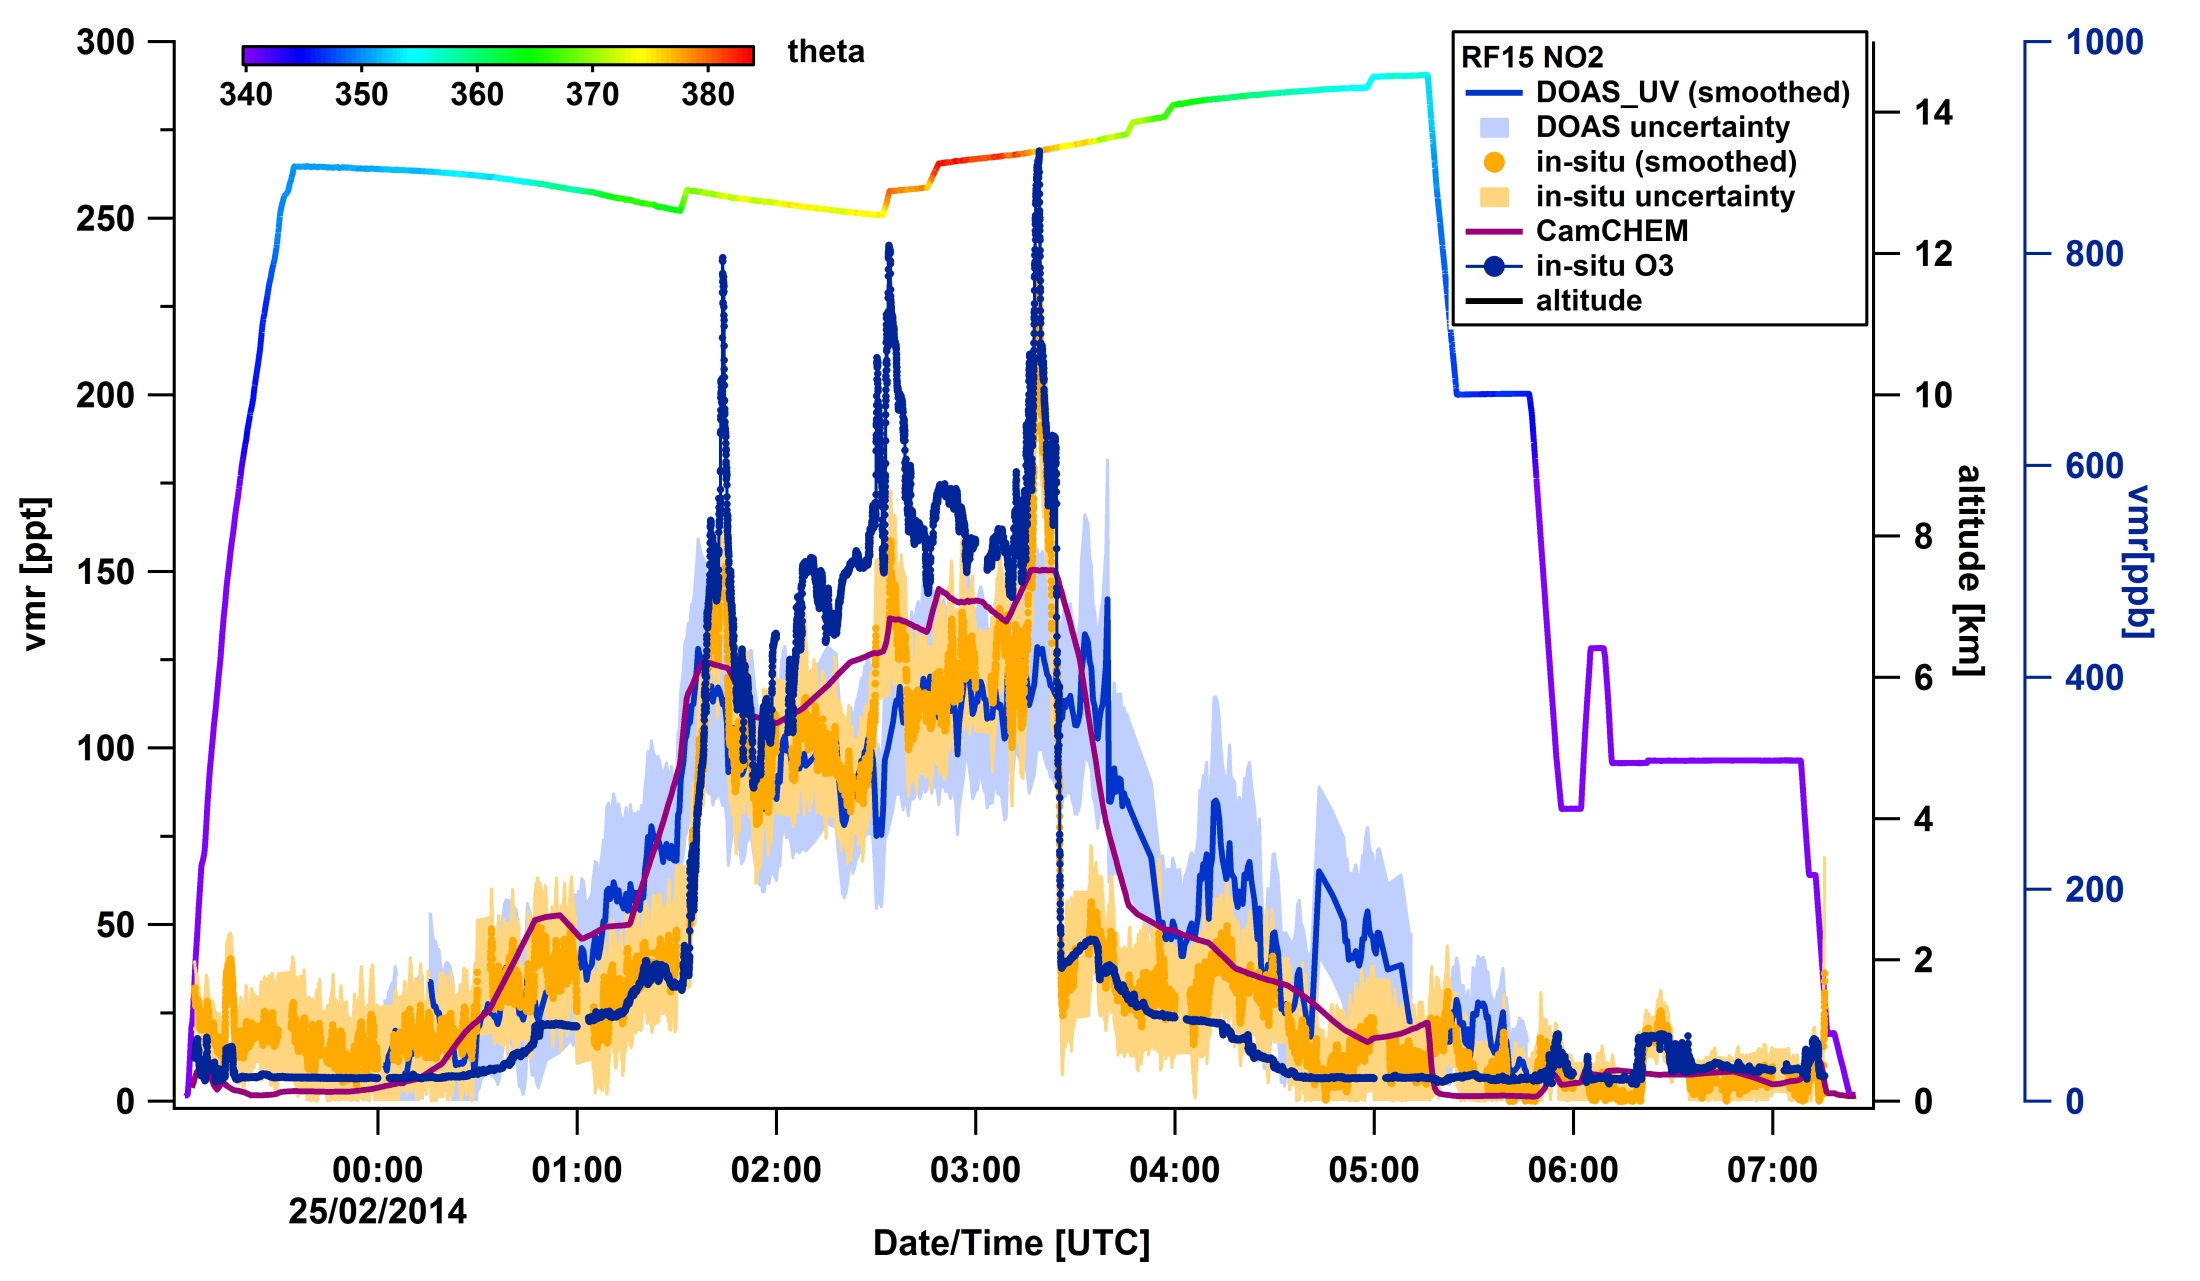 300
250
200
150
100
50
0
vmr [ppt]
theta
340 350 360 370 380
RF15 NO2
DOAS_UV (smoothed)
DOAS uncertainty
in-situ (smoothed)
in-situ uncertainty
CamCHEM
in-situ O3
altitude
14
12
10
8
6
4
2
0
altitude [km]
1000
800
600
400
200
0
vmr[ppb]
00:00 01:00 02:00 03:00 04:00 05:00 06:00 07:00
25/02/2014
Date/Time [UTC]